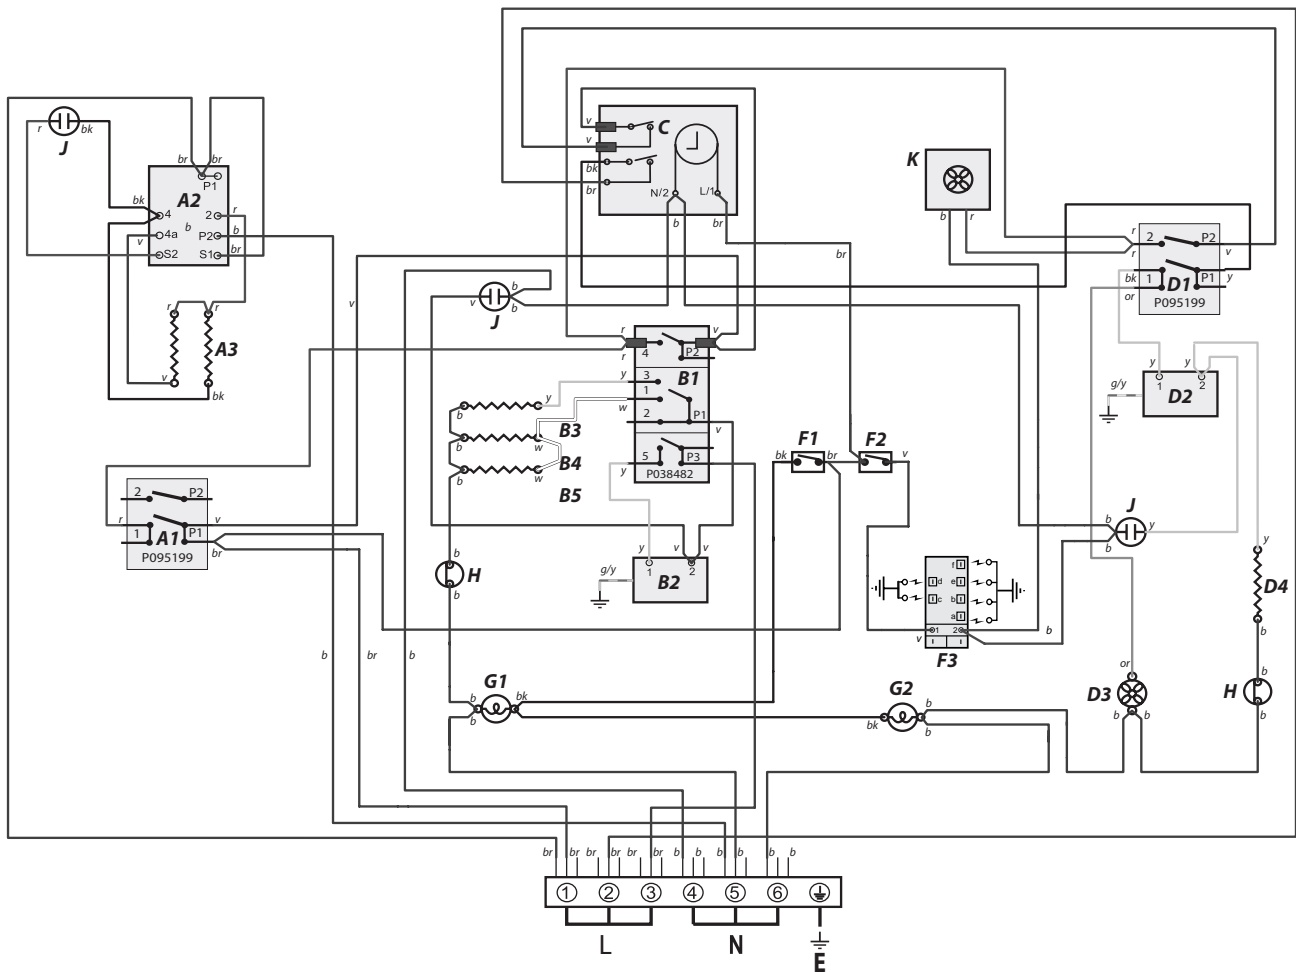 r
bk
J
br
br
P1
A2
bk
4
2
r
b
v
4a
P2
b
S2
S1
br
r
r
A3
v
bk
v
C
v
bk
br
N/2
L/1
b
br
br
K
b
r
r
2
P2
r
v
bk
1
D1
P1
y
or
P095199
y
y
1
2
g/y
D2
v
b
b
J
v
r
v
r
4
P2
y
3
B1
1
w
2
P1
v
5
P3
y
P038482
b
y
B3
b
w
B4
b
w
B5
F1
F2
bk
br
v
2
P2
r
v
1
A1
P1
br
P095199
y
v
v
1
2
g/y
B2
b
H
b
J
b
y
b
f
d
e
c
b
a
1
2
v
b
F3
y
D4
b
b
br
b
G1
b
bk
b
G2
bk
b
b
or
D3
b
b
b
H
b
br
br
br
br
br
br
b
b
b
b
b
b
1
2
3
4
5
6
L
N
E